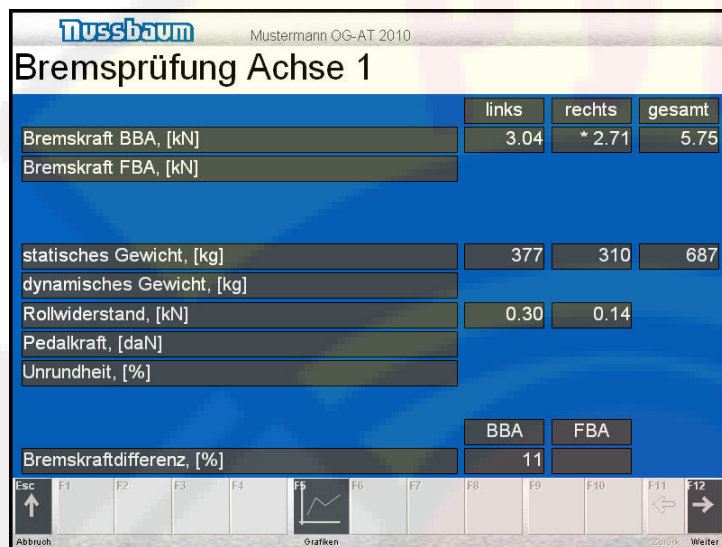 Nussbaum Mustermann OG-AT 2010
Bremsprüfung Achse 1
links rechts gesamt
Bremskraft BBA, [kN] 3.04 * 2.71 5.75
Bremskraft FBA, [kN]
statisches Gewicht, [kg] 377 310 687
dynamisches Gewicht, [kg]
Rollwiderstand, [kN] 0.30 0.14
Pedalkraft, [daN]
Unrundheit, [%]
BBA FBA
Bremskraftdifferenz, [%] 11
Esc F1 F2 F3 F4 F5 F6 F7 F8 F9 F10 F11 F12
Abbruch Grafiken Zurück Weiter